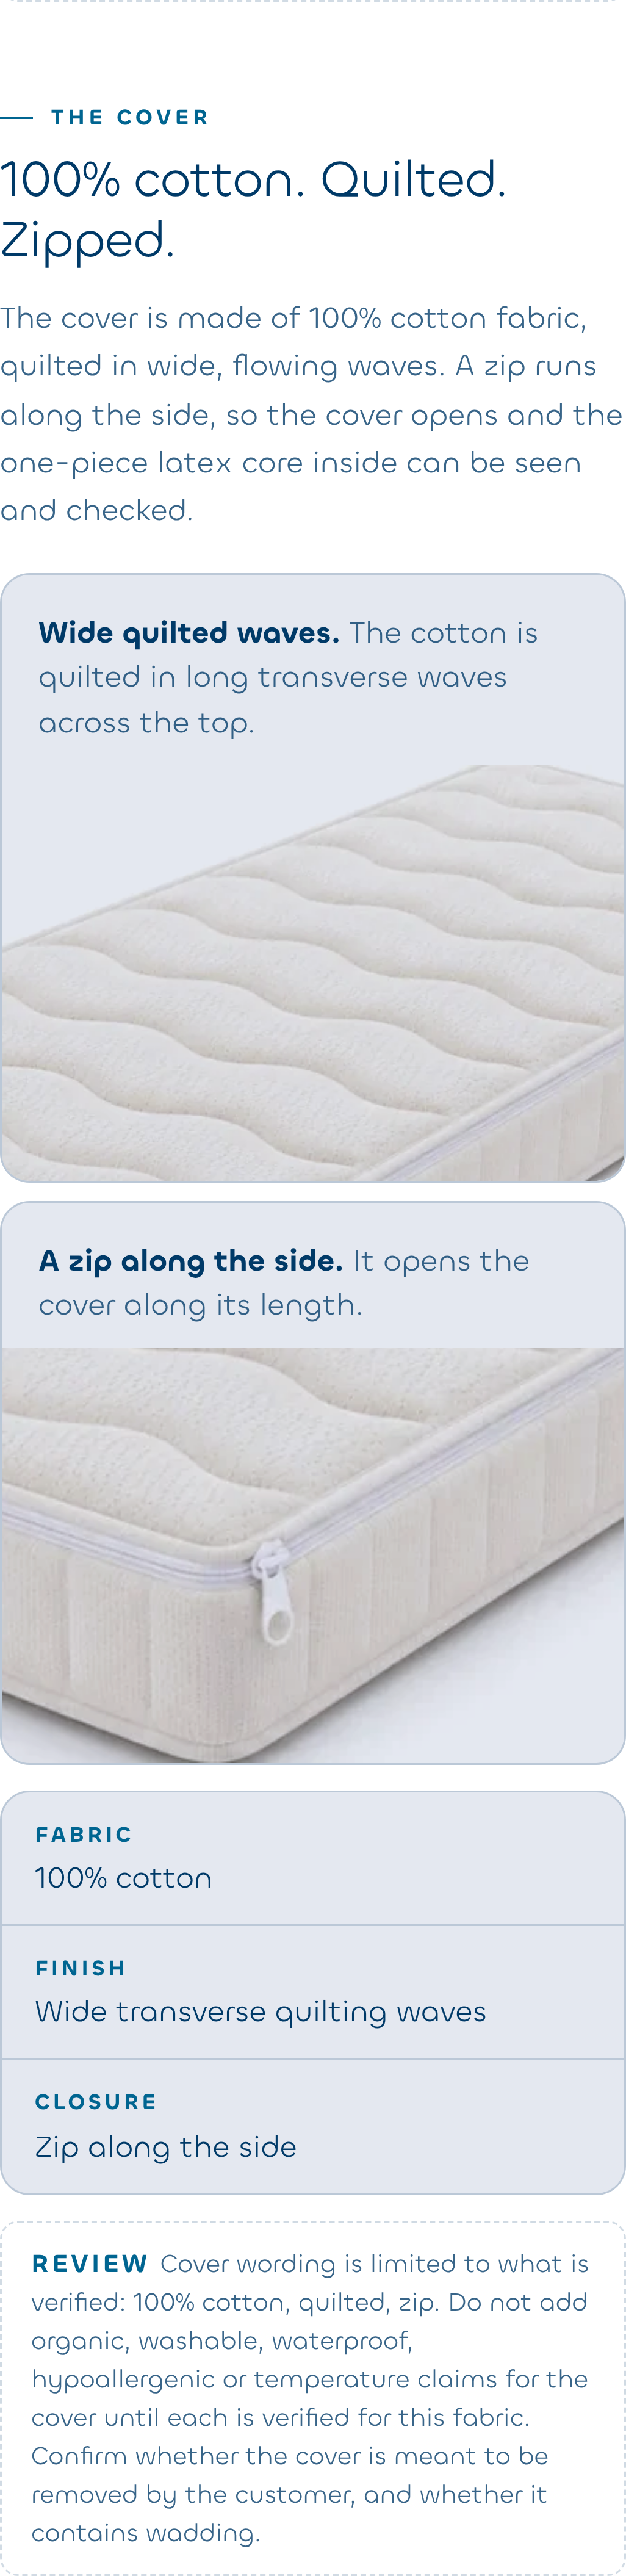 THE COVER
100% cotton. Quilted.
Zipped.
The cover is made of 100% cotton fabric,
quilted in wide, flowing waves. A zip runs
along the side, so the cover opens and the
one-piece latex core inside can be seen
and checked.
Wide quilted waves. The cotton is
quilted in long transverse waves
across the top.
A zip along the side. It opens the
cover along its length.
FABRIC
100% cotton
FINISH
Wide transverse quilting waves
CLOSURE
Zip along the side
REVIEW Cover wording is limited to what is
verified: 100% cotton, quilted, zip. Do not add
organic, washable, waterproof,
hypoallergenic or temperature claims for the
cover until each is verified for this fabric.
Confirm whether the cover is meant to be
removed by the customer, and whether it
contains wadding.